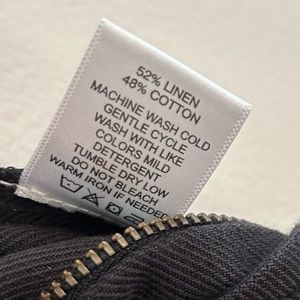 52% LINEN
48% COTTON
MACHINE WASH COLD
GENTLE CYCLE
WASH WITH LIKE
COLORS MILD
DETERGENT
TUMBLE DRY LOW
DO NOT BLEACH
WARM IRON IF NEEDED